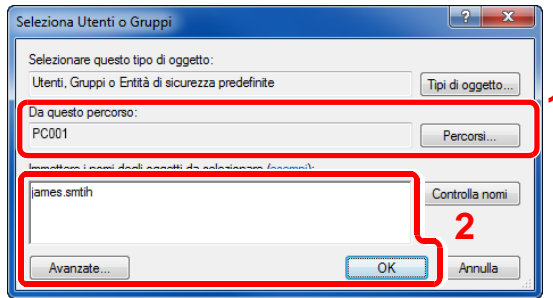 Seleziona Utenti o Gruppi
Selezionare questo tipo di oggetto:
Utenti, Gruppi o Entità di sicurezza predefinite
Tipi di oggetto...
Da questo percorso:
PC001
Percorsi...
Immettere i nomi degli oggetti da selezionare (esempi):
james.smtih
Controlla nomi
2
Avanzate...
OK
Annulla